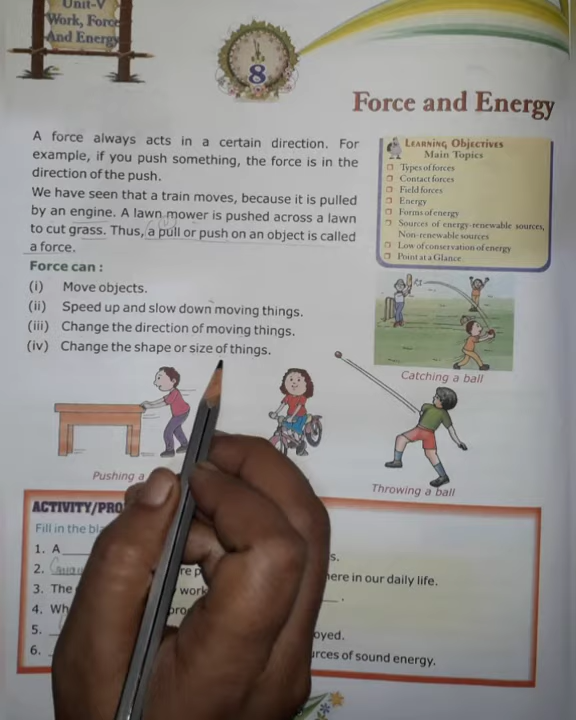 Unit-V
Work, Force
And Energy
8
Force and Energy
A force always acts in a certain direction. For
example, if you push something, the force is in the
direction of the push.
We have seen that a train moves, because it is pulled
by an engine. A lawn mower is pushed across a lawn
to cut grass. Thus, a pull or push on an object is called
a force.
Force can :
(i) Move objects.
(ii) Speed up and slow down moving things.
(iii) Change the direction of moving things.
(iv) Change the shape or size of things.
LEARNING OBJECTIVES
Main Topics
Types of forces
Contact forces
Field forces
Energy
Forms of energy
Sources of energy-renewable sources,
Non-renewable sources
Low of conservation of energy
Point at a Glance
Catching a ball
Pushing a
Throwing a ball
ACTIVITY/PRO
Fill in the bla
1. A
s.
2. re p here in our daily life.
3. The work
4. Wh pro
5. oyed.
6. urces of sound energy.